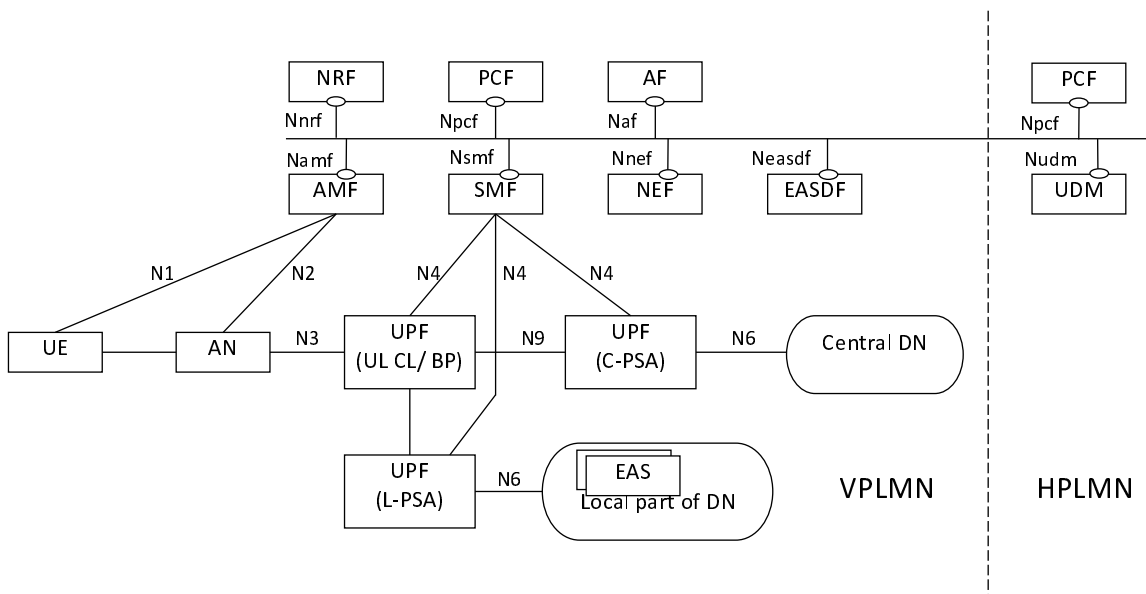 NRF
PCF
AF
PCF
Nnrf
Npcf
Naf
Npcf
Namf
Nsmf
Nnef
Neasdf
Nudm
AMF
SMF
NEF
EASDF
UDM
N1
N2
N4
N4
N4
UE
AN
N3
UPF
(UL CL/ BP)
N9
UPF
(C-PSA)
N6
Central DN
UPF
(L-PSA)
N6
EAS
Local part of DN
VPLMN
HPLMN